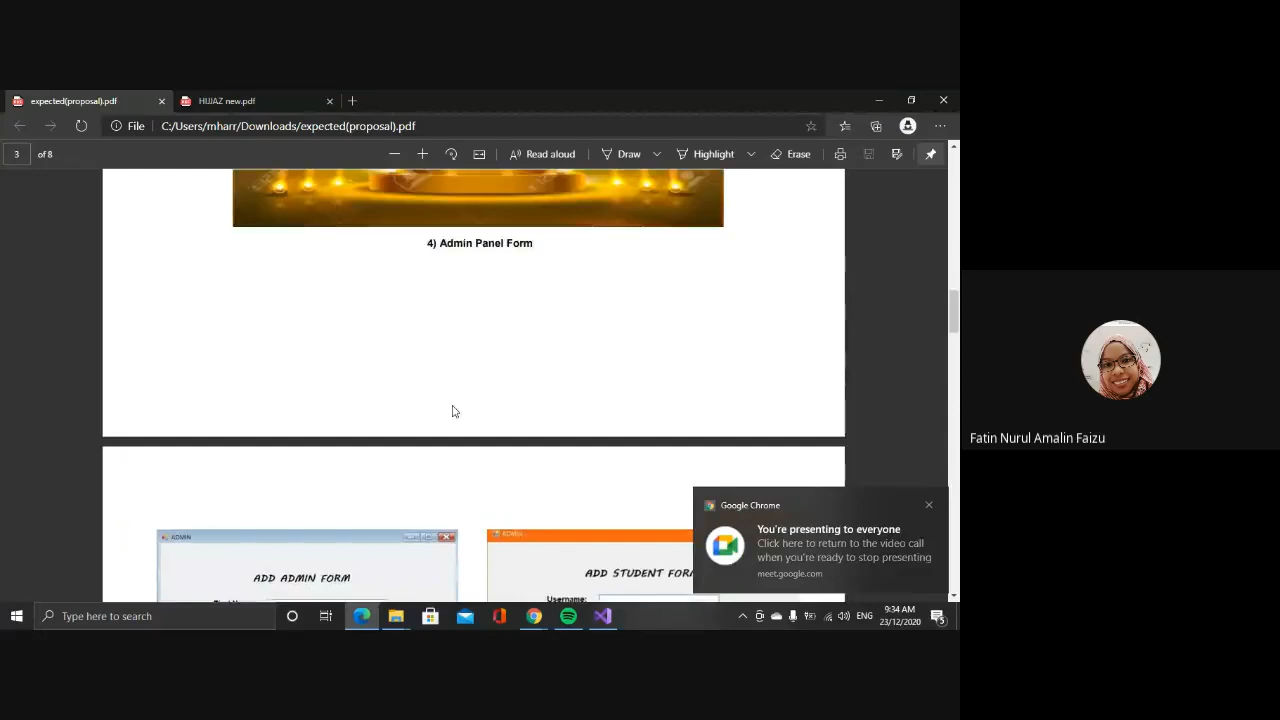 expected(proposal).pdf
HIJJAZ new.pdf
File
C:/Users/mharr/Downloads/expected(proposal).pdf
3
of 8
Read aloud
Draw
Highlight
Erase
4) Admin Panel Form
ADMIN
ADD ADMIN FORM
ADD STUDENT FORM
Username:
Google Chrome
You're presenting to everyone
Click here to return to the video call
when you're ready to stop presenting
meet.google.com
Type here to search
ENG
9:34 AM
23/12/2020
5
Fatin Nurul Amalin Faizu